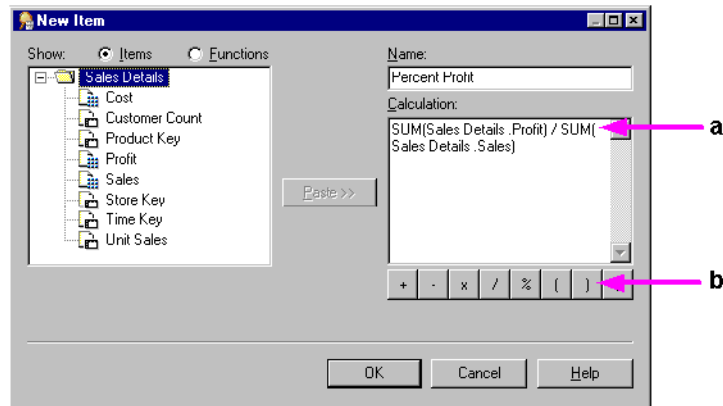 New Item
Show: Items Functions
Sales Details
Cost
Customer Count
Product Key
Profit
Sales
Store Key
Time Key
Unit Sales
Paste >>
Name:
Percent Profit
Calculation:
SUM(Sales Details .Profit) / SUM(
Sales Details .Sales)
+ - x / % ( )
OK Cancel Help
a
b